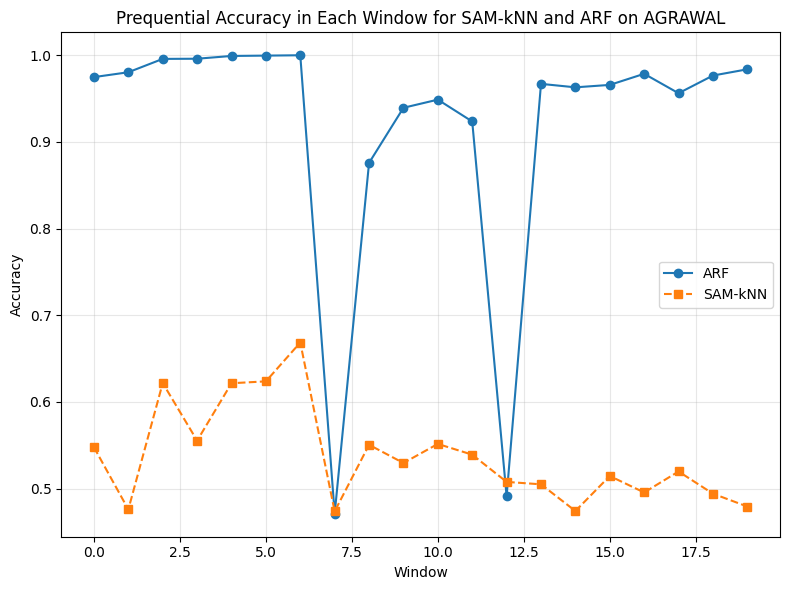 Prequential Accuracy in Each Window for SAM-kNN and ARF on AGRAWAL
1.0
0.9
0.8
0.7
0.6
0.5
Accuracy
ARF
SAM-kNN
0.0 2.5 5.0 7.5 10.0 12.5 15.0 17.5
Window